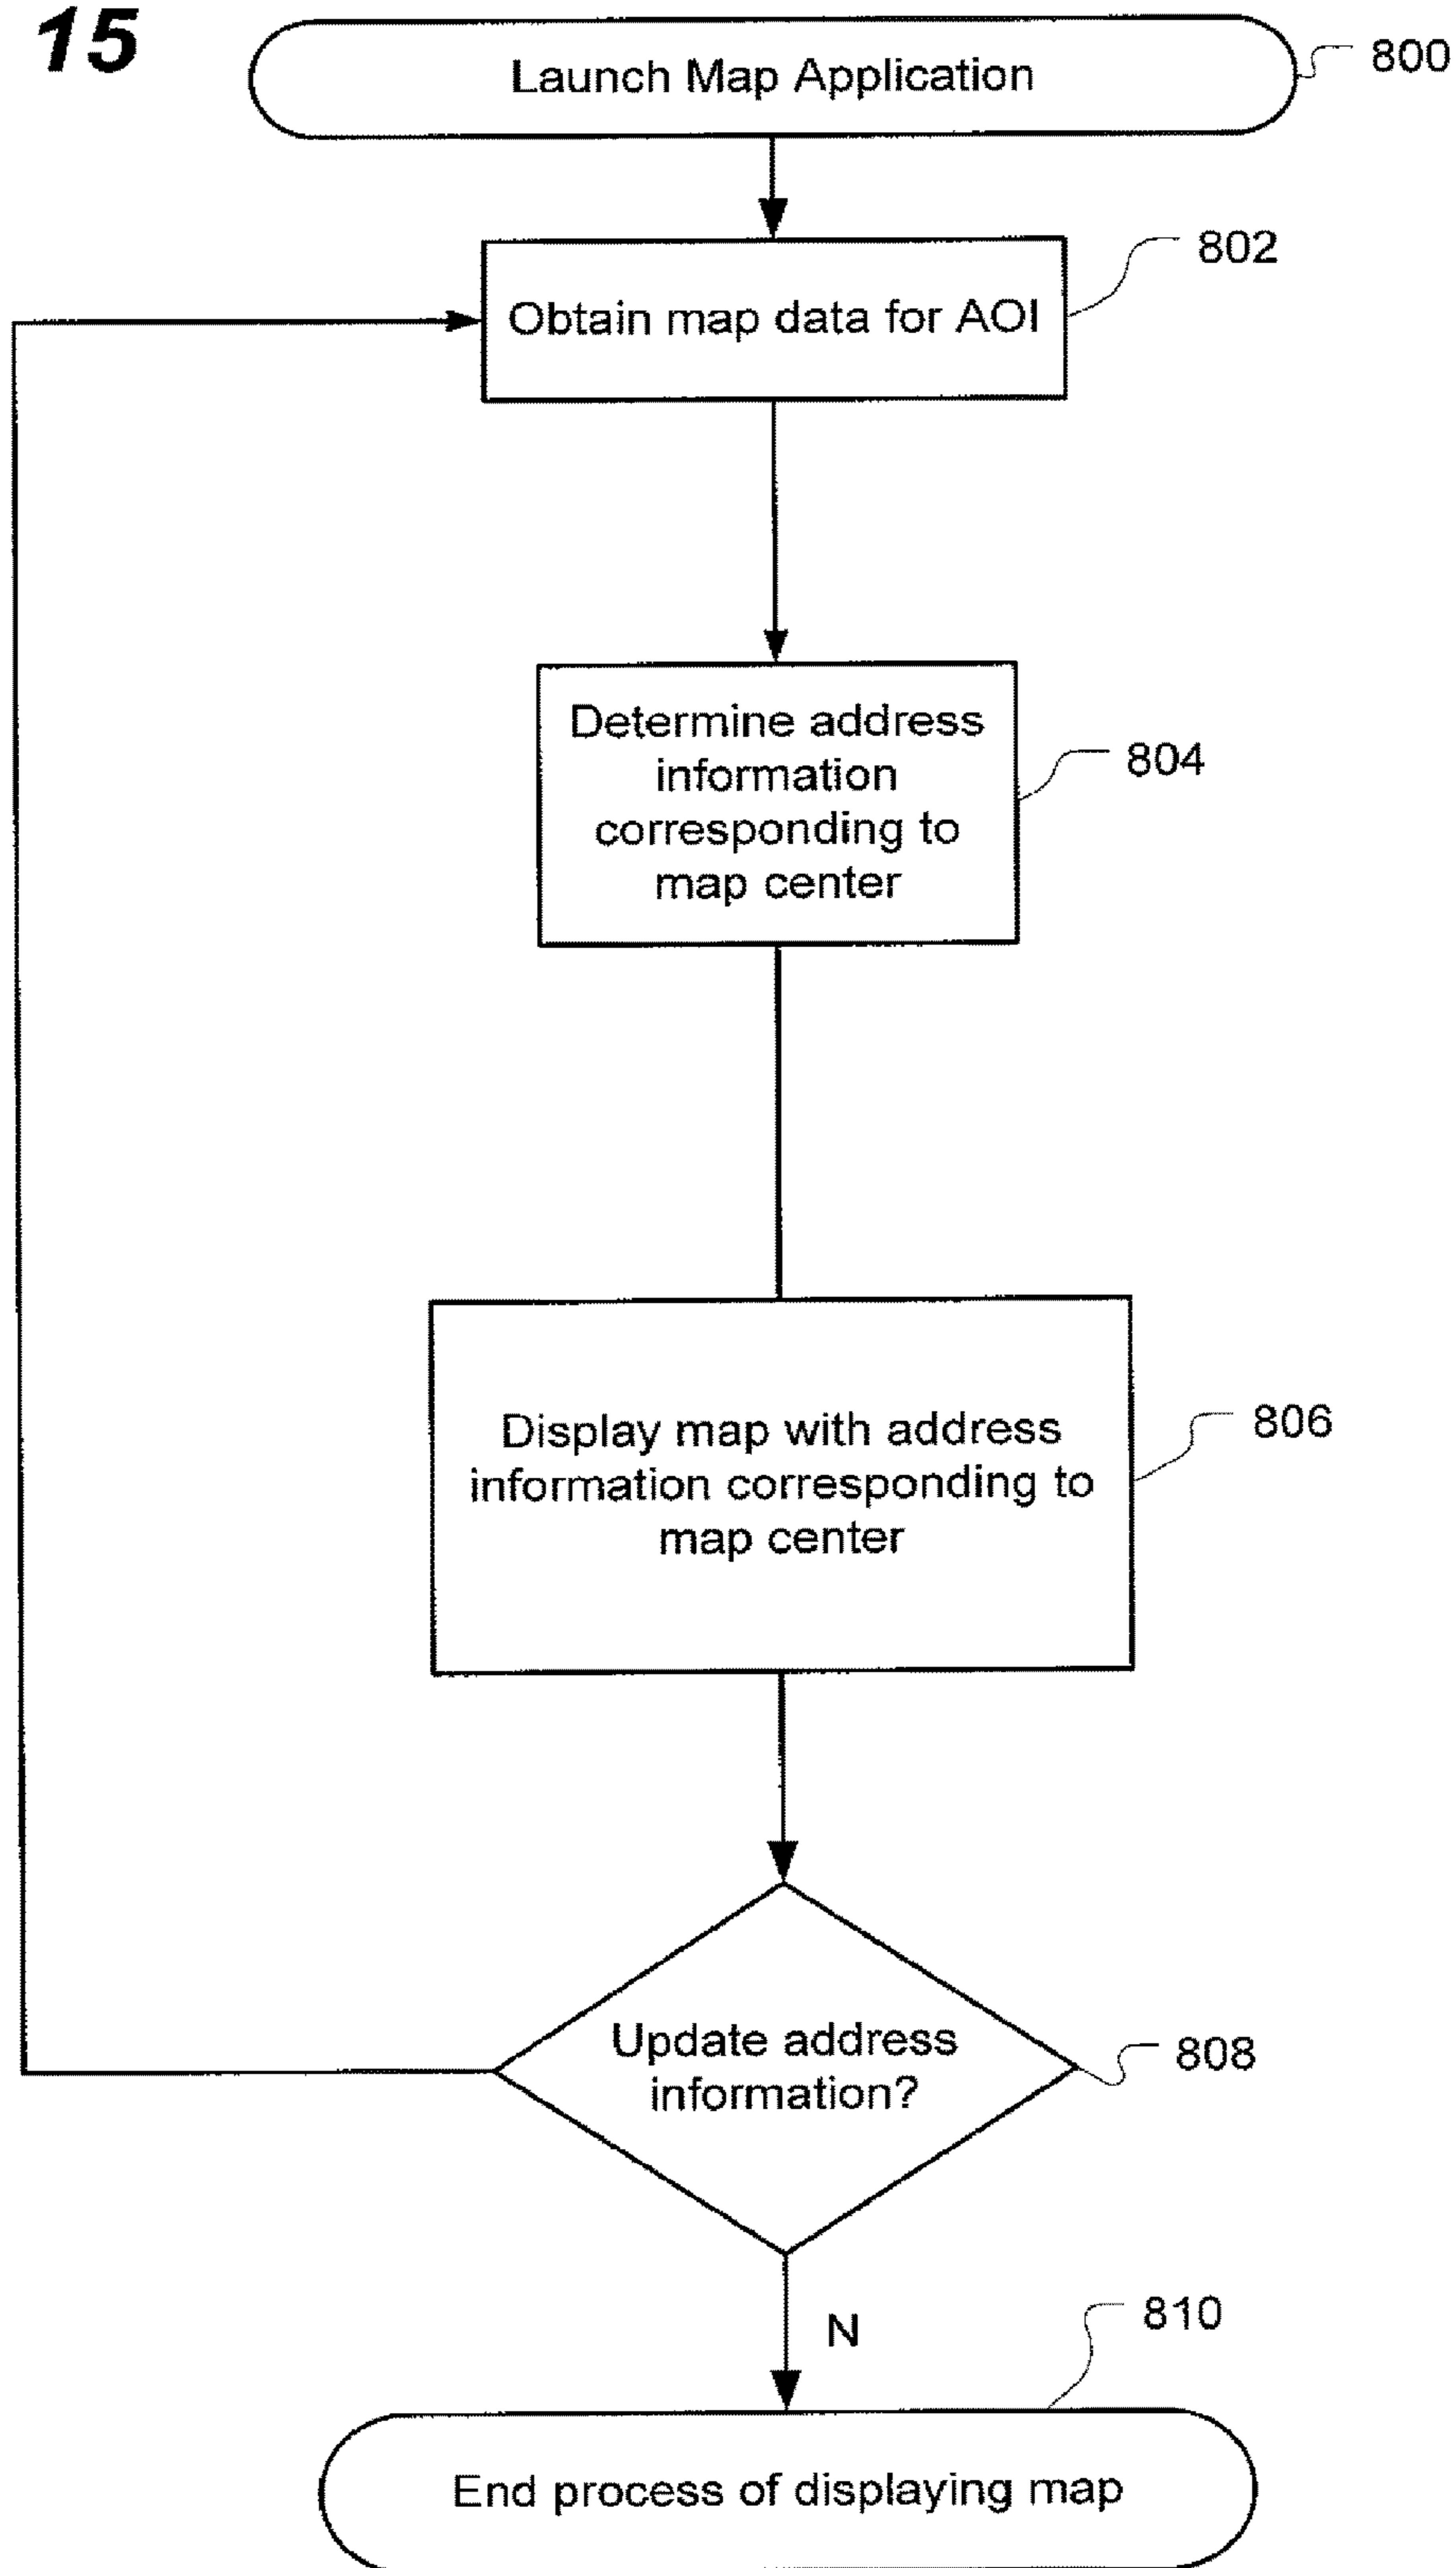 15
Launch Map Application
800
802
Obtain map data for AOI
Determine address
information
corresponding to
map center
804
Display map with address
information corresponding to
map center
806
Update address
information?
808
N
810
End process of displaying map